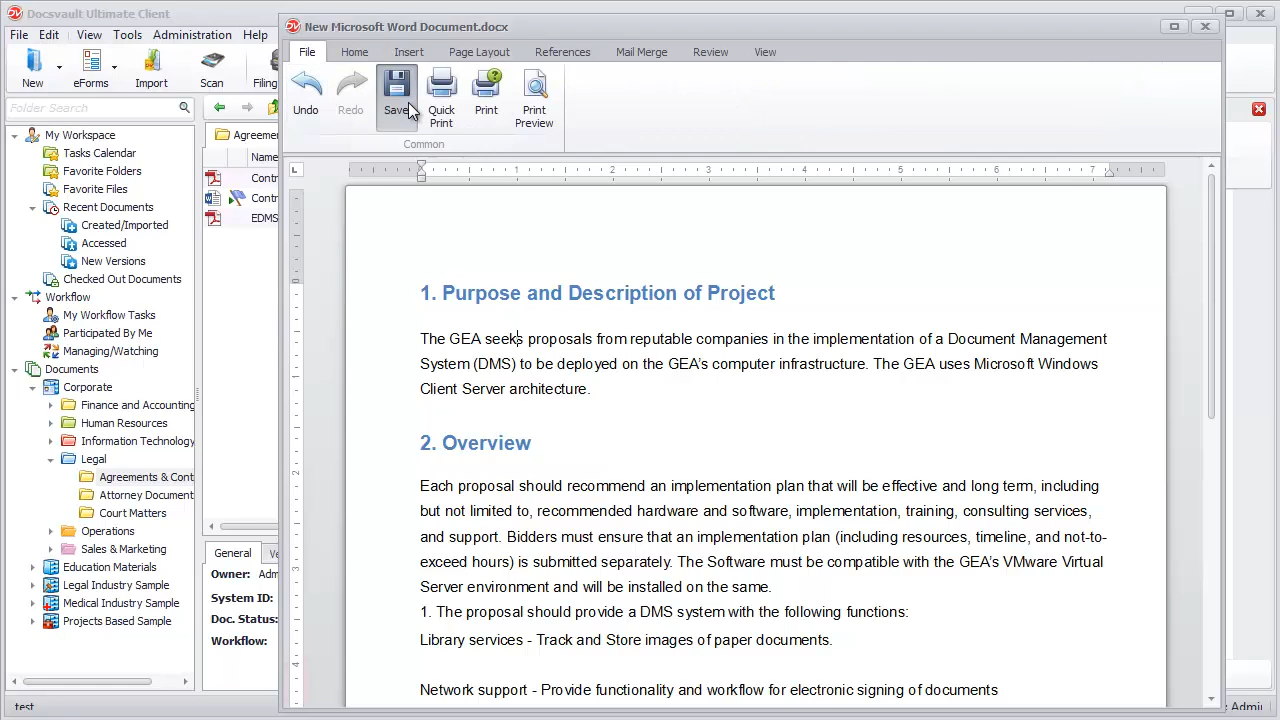 Docsvault Ultimate Client
File Edit View Tools Administration Help
New eForms Import Scan Filing
Folder Search
My Workspace
Tasks Calendar
Favorite Folders
Favorite Files
Recent Documents
Created/Imported
Accessed
New Versions
Checked Out Documents
Workflow
My Workflow Tasks
Participated By Me
Managing/Watching
Documents
Corporate
Finance and Accounting
Human Resources
Information Technology
Legal
Agreements & Cont
Attorney Document
Court Matters
Operations
Sales & Marketing
Education Materials
Legal Industry Sample
Medical Industry Sample
Projects Based Sample
test
Agreeme
Name
Contr
Contr
EDMS
General Ve
Owner: Adm
System ID:
Doc. Status:
Workflow:
New Microsoft Word Document.docx
File Home Insert Page Layout References Mail Merge Review View
Undo Redo Save Quick Print Print Print Preview
Common
1 2 3 4 5 6 7
1. Purpose and Description of Project
The GEA seeks proposals from reputable companies in the implementation of a Document Management
System (DMS) to be deployed on the GEA's computer infrastructure. The GEA uses Microsoft Windows
Client Server architecture.
2. Overview
Each proposal should recommend an implementation plan that will be effective and long term, including
but not limited to, recommended hardware and software, implementation, training, consulting services,
and support. Bidders must ensure that an implementation plan (including resources, timeline, and not-to-
exceed hours) is submitted separately. The Software must be compatible with the GEA's VMware Virtual
Server environment and will be installed on the same.
1. The proposal should provide a DMS system with the following functions:
Library services - Track and Store images of paper documents.
Network support - Provide functionality and workflow for electronic signing of documents
2
3
4
: Admi